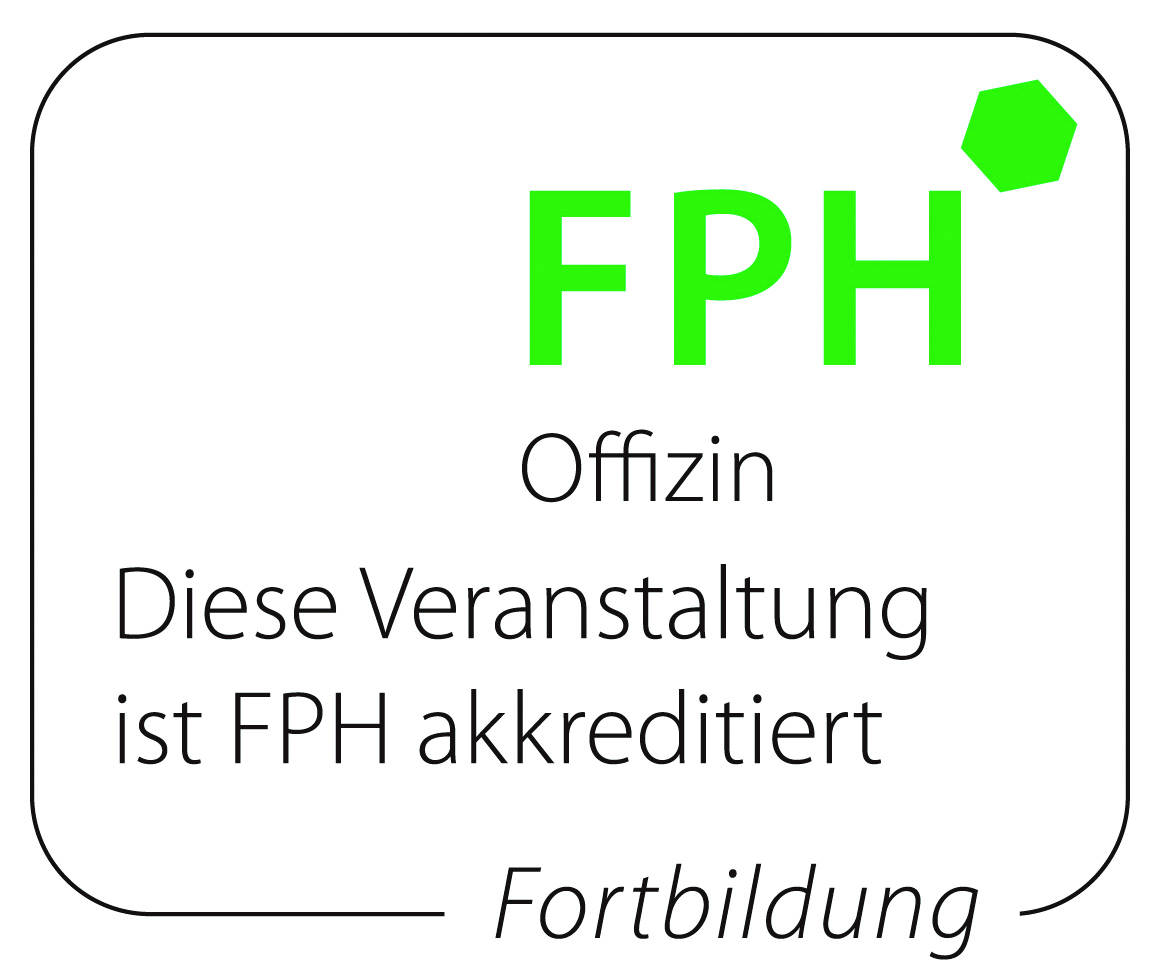 FPH
Offizin
Diese Veranstaltung
ist FPH akkreditiert
Fortbildung